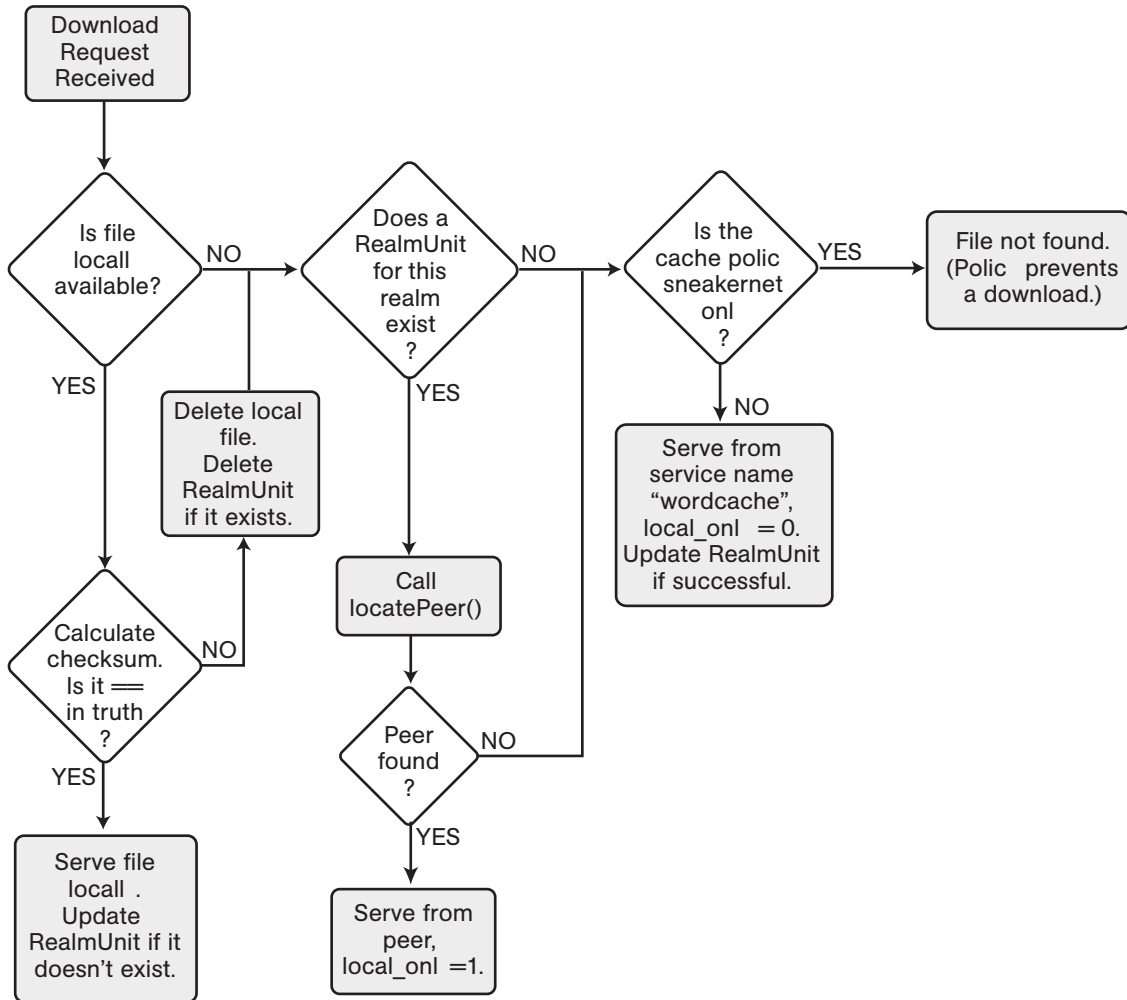 Download
Request
Received
Is file
locall
available?
NO
YES
Does a
RealmUnit
for this
realm
exist
?
NO
YES
Is the
cache polic
sneakernet
onl
?
YES
NO
File not found.
(Polic prevents
a download.)
Delete local
file.
Delete
RealmUnit
if it exists.
Serve from
service name
“wordcache”,
local_onl = 0.
Update RealmUnit
if successful.
Calculate
checksum.
Is it ==
in truth
?
NO
YES
Call
locatePeer()
Peer
found
?
NO
YES
Serve file
locall .
Update
RealmUnit if it
doesn’t exist.
Serve from
peer,
local_onl =1.